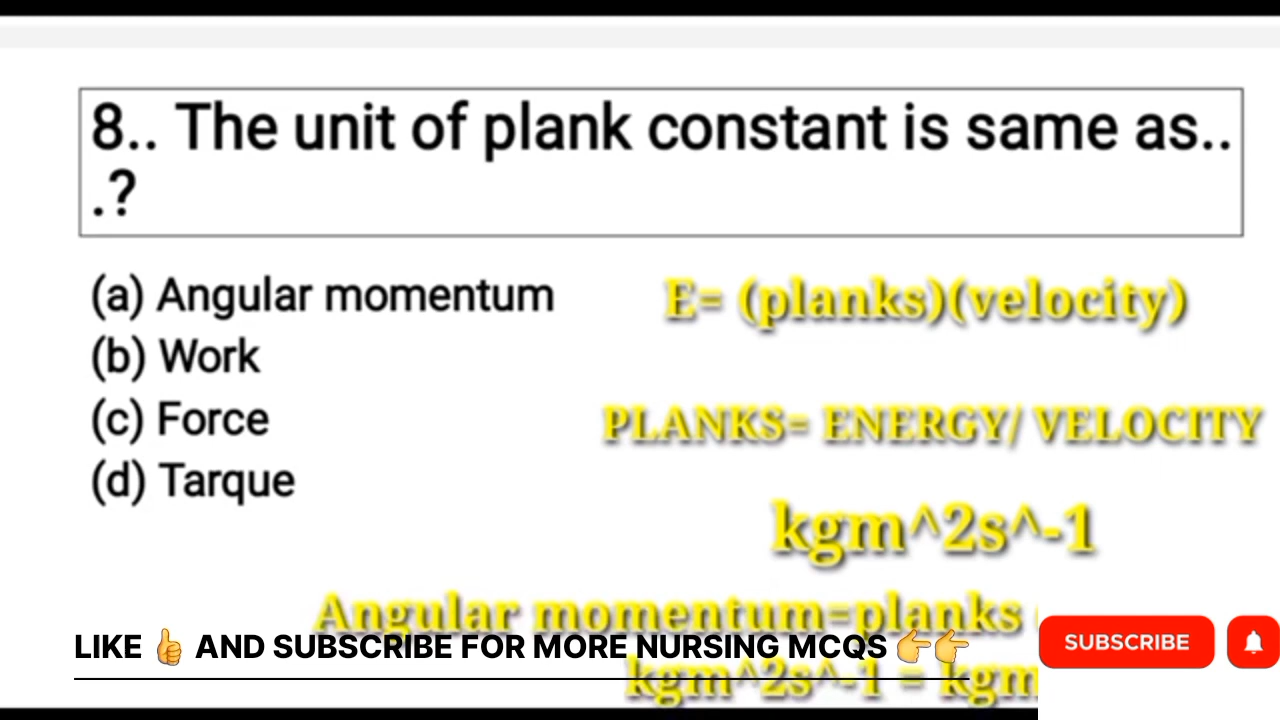 8.. The unit of plank constant is same as..
.?
(a) Angular momentum
(b) Work
(c) Force
(d) Tarque
E= (planks)(velocity)
PLANKS= ENERGY/ VELOCITY
kgm^2s^-1
Angular momentum=planks
LIKE 👍 AND SUBSCRIBE FOR MORE NURSING MCQS 👉👉
SUBSCRIBE
kgm^2s^-1 = kgm